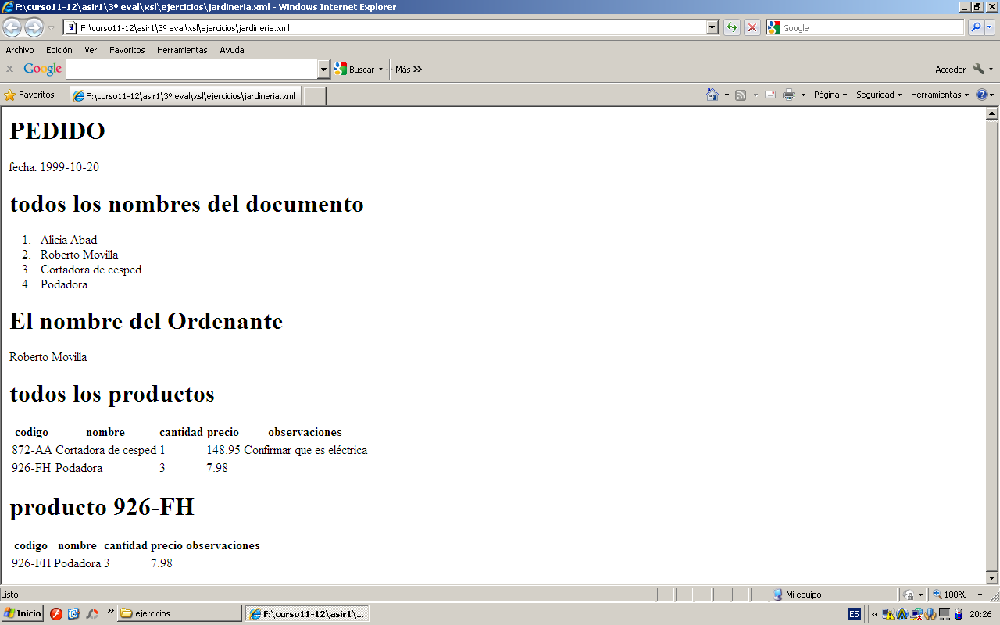 F:\curso11-12\asir1\3º eval\xsl\ejercicios\jardineria.xml - Windows Internet Explorer
F:\curso11-12\asir1\3º eval\xsl\ejercicios\jardineria.xml
Google
Archivo Edición Ver Favoritos Herramientas Ayuda
x Google Buscar Más » Acceder
Favoritos F:\curso11-12\asir1\3º eval\xsl\ejercicios\jardineria.xml Página Seguridad Herramientas
PEDIDO
fecha: 1999-10-20
todos los nombres del documento
1. Alicia Abad
2. Roberto Movilla
3. Cortadora de cesped
4. Podadora
El nombre del Ordenante
Roberto Movilla
todos los productos
codigo nombre cantidad precio observaciones
872-AA Cortadora de cesped 1 148.95 Confirmar que es eléctrica
926-FH Podadora 3 7.98
producto 926-FH
codigo nombre cantidad precio observaciones
926-FH Podadora 3 7.98
Listo Mi equipo 100%
Inicio » ejercicios F:\curso11-12\asir1\... ES « 20:26